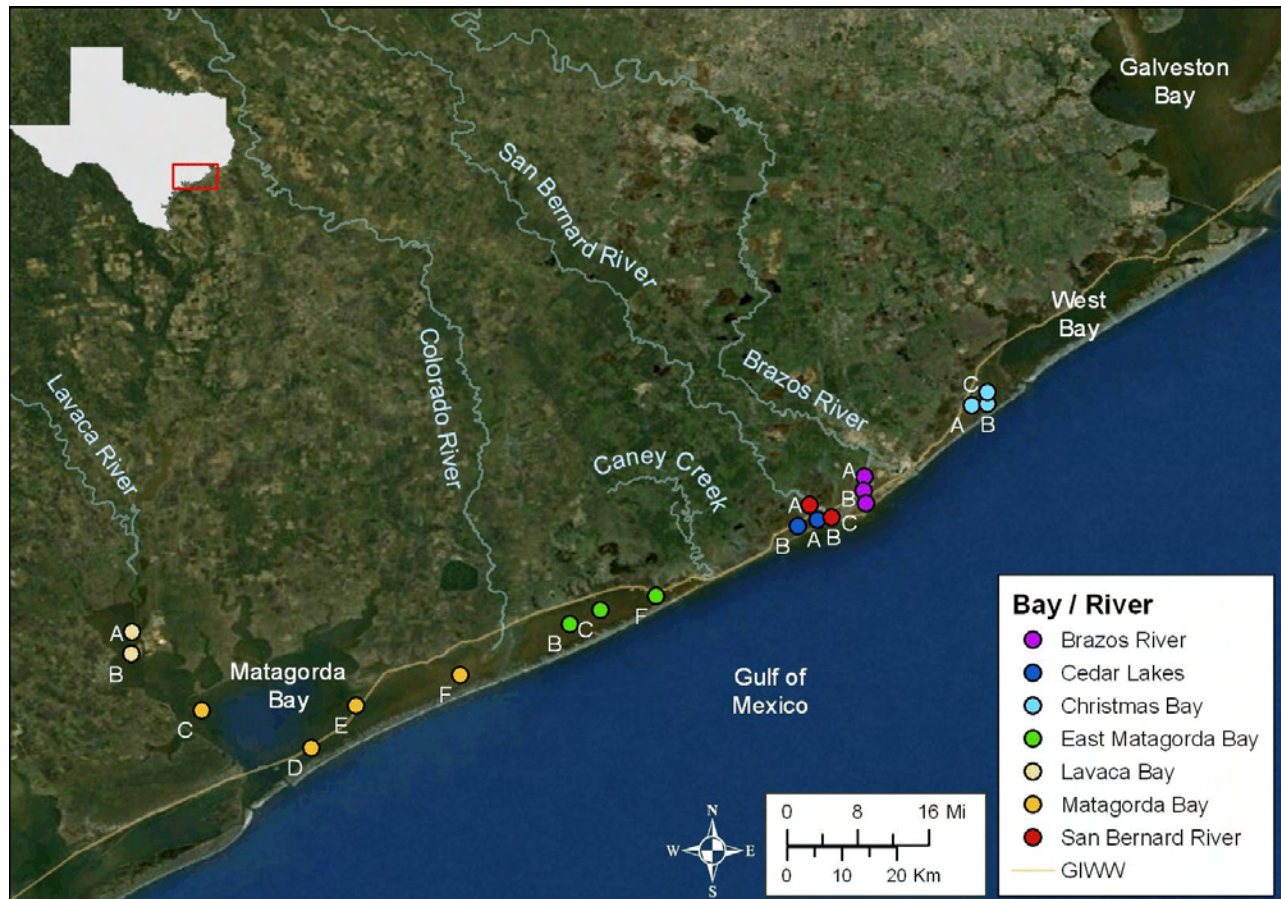 Galveston
Bay
San Bernard River
West
Bay
Colorado River
Brazos River
Lavaca River
C
A
B
Caney Creek
A
A
B
C
B
A
B
A
B
F
C
B
Matagorda
Bay
F
Gulf of
Mexico
C
E
D
N
W
E
S
0
8
16 Mi
0
10
20 Km
Bay / River
Brazos River
Cedar Lakes
Christmas Bay
East Matagorda Bay
Lavaca Bay
Matagorda Bay
San Bernard River
GIWW